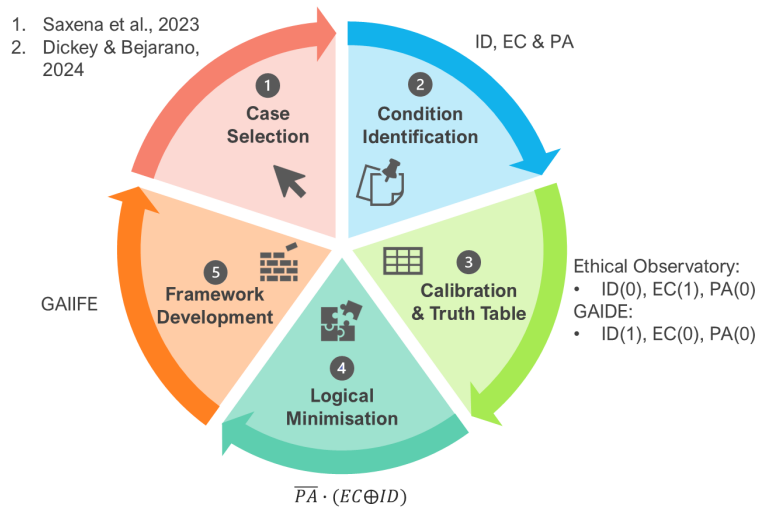 1. Saxena et al., 2023
2. Dickey & Bejarano,
2024
1
Case
Selection
ID, EC & PA
2
Condition
Identification
3
Calibration
& Truth Table
Ethical Observatory:
• ID(0), EC(1), PA(0)
GAIDE:
• ID(1), EC(0), PA(0)
4
Logical
Minimisation
P̅A̅ · (EC⊕ID)
5
Framework
Development
GAIIFE